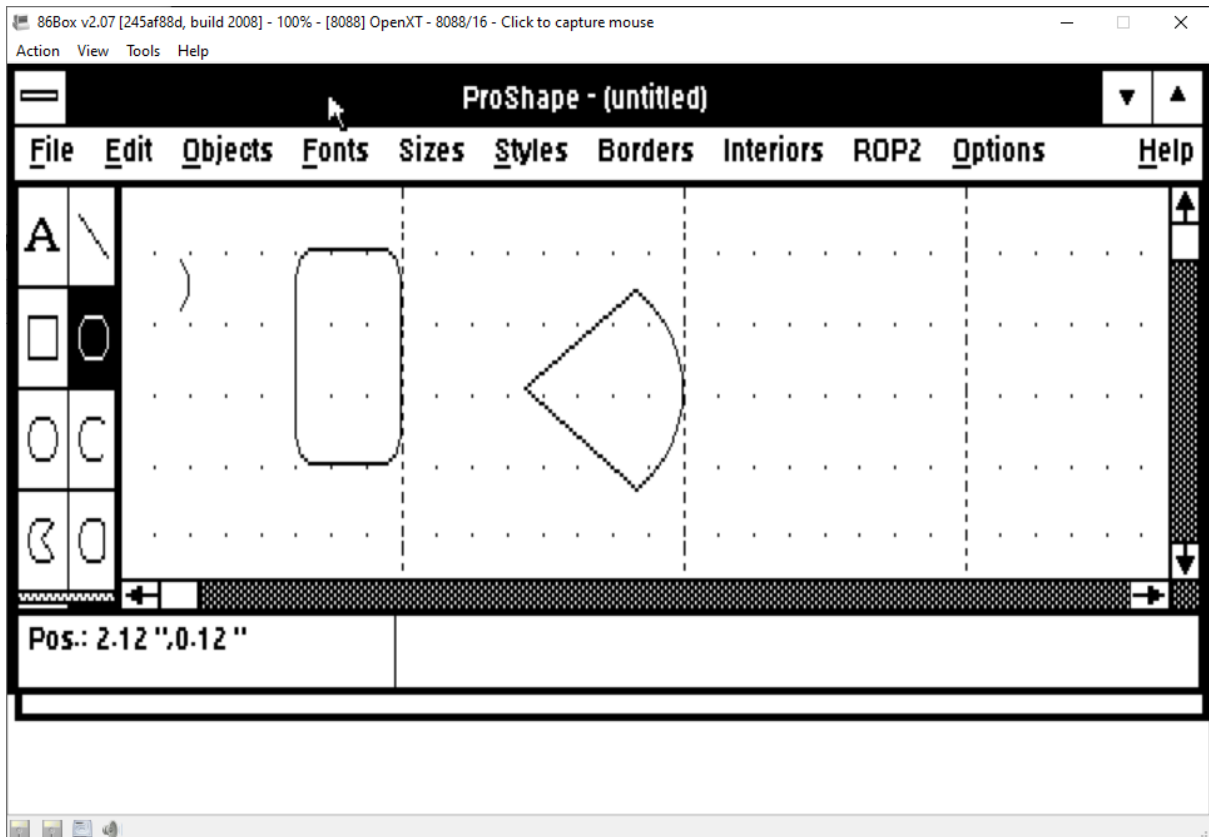 86Box v2.07 [245af88d, build 2008] - 100% - [8088] OpenXT - 8088/16 - Click to capture mouse
Action View Tools Help
ProShape - (untitled)
File Edit Objects Fonts Sizes Styles Borders Interiors ROP2 Options Help
A
Pos.: 2.12 ",0.12 "